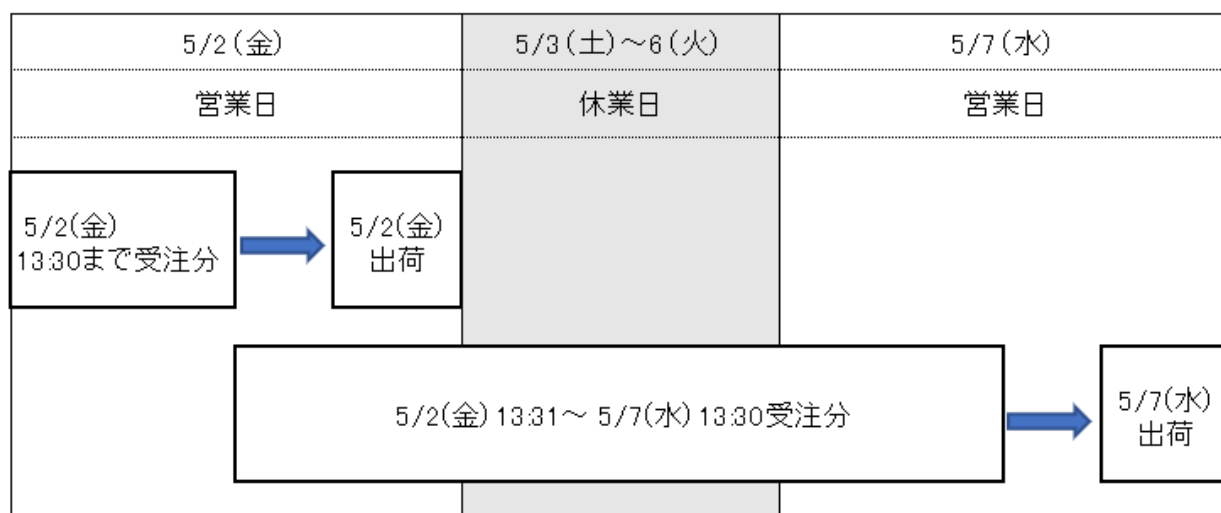 5/2(金)
5/3(土)～6(火)
5/7(水)
営業日
休業日
営業日
5/2(金)
13:30まで受注分
5/2(金)
出荷
5/2(金) 13:31～ 5/7(水) 13:30受注分
5/7(水)
出荷